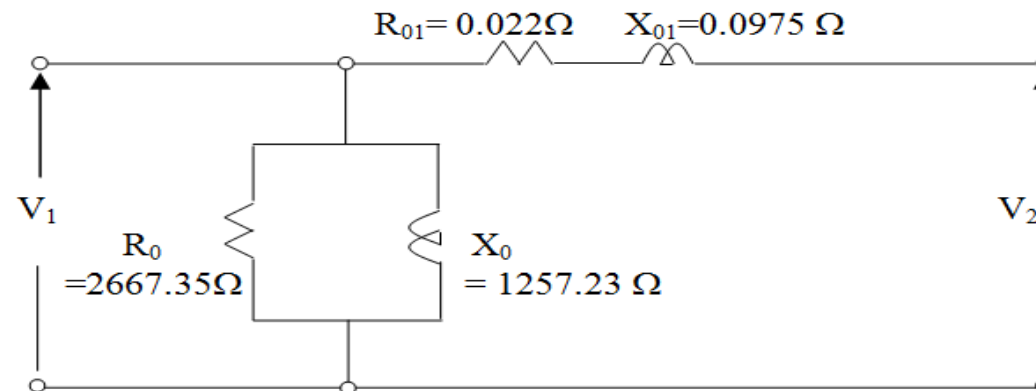 R₀₁= 0.022Ω
X₀₁=0.0975 Ω
V₁
R₀
=2667.35Ω
X₀
= 1257.23 Ω
V₂